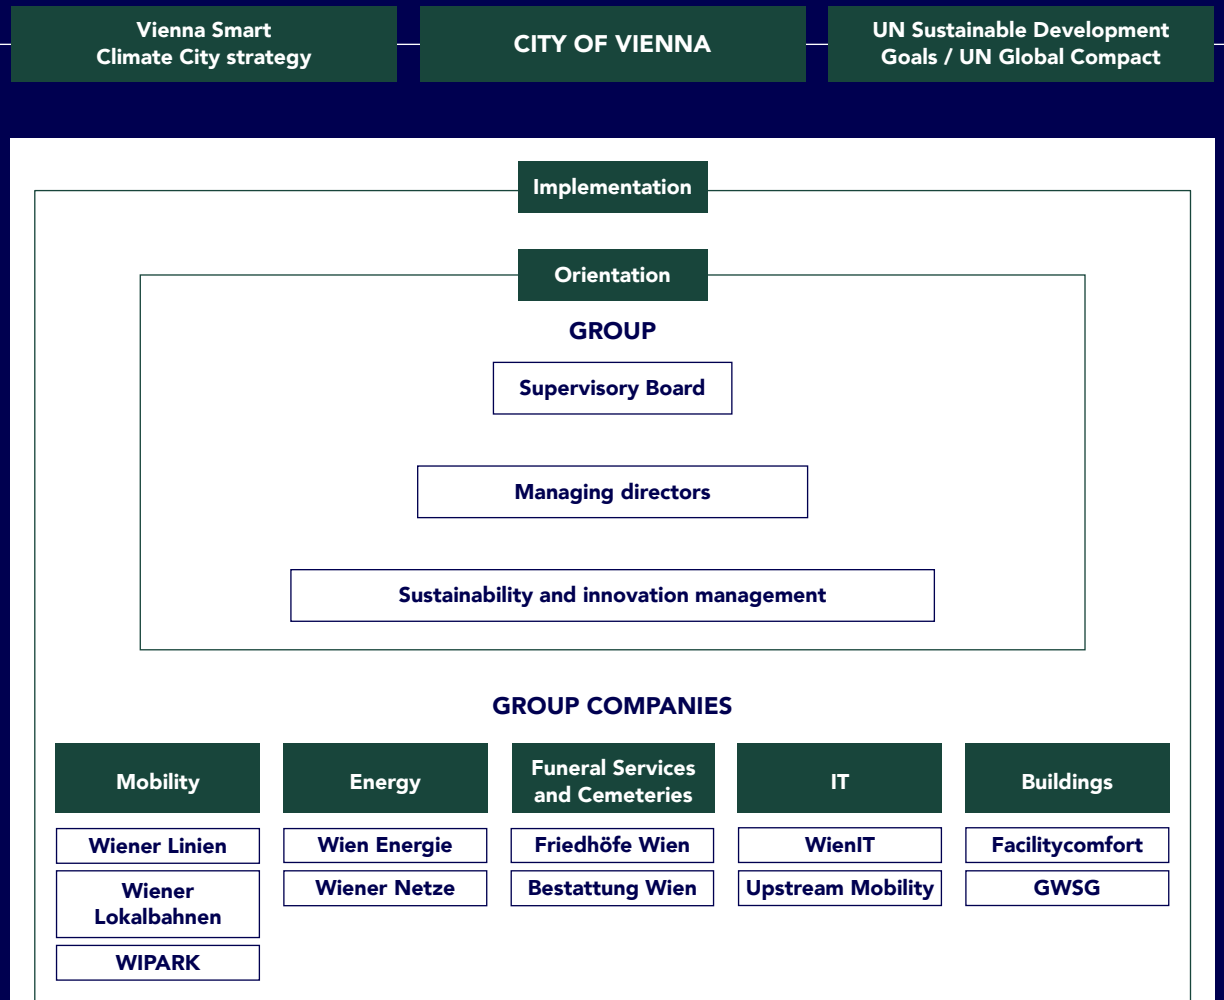 Vienna Smart
Climate City strategy
CITY OF VIENNA
UN Sustainable Development
Goals / UN Global Compact
Implementation
Orientation
GROUP
Supervisory Board
Managing directors
Sustainability and innovation management
GROUP COMPANIES
Mobility
Wiener Linien
Wiener
Lokalbahnen
WIPARK
Energy
Wien Energie
Wiener Netze
Funeral Services
and Cemeteries
Friedhöfe Wien
Bestattung Wien
IT
WienIT
Upstream Mobility
Buildings
Facilitycomfort
GWSG